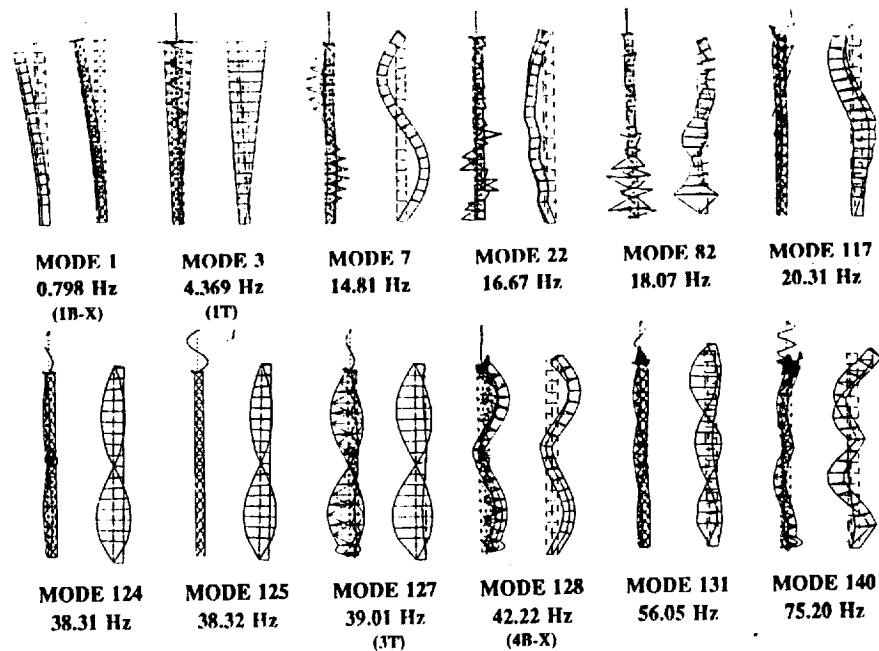 MODE 1
0.798 Hz
(1B-X)
MODE 3
4.369 Hz
(1T)
MODE 7
14.81 Hz
MODE 22
16.67 Hz
MODE 82
18.07 Hz
MODE 117
20.31 Hz
MODE 124
38.31 Hz
MODE 125
38.32 Hz
MODE 127
39.01 Hz
(3T)
MODE 128
42.22 Hz
(4B-X)
MODE 131
56.05 Hz
MODE 140
75.20 Hz